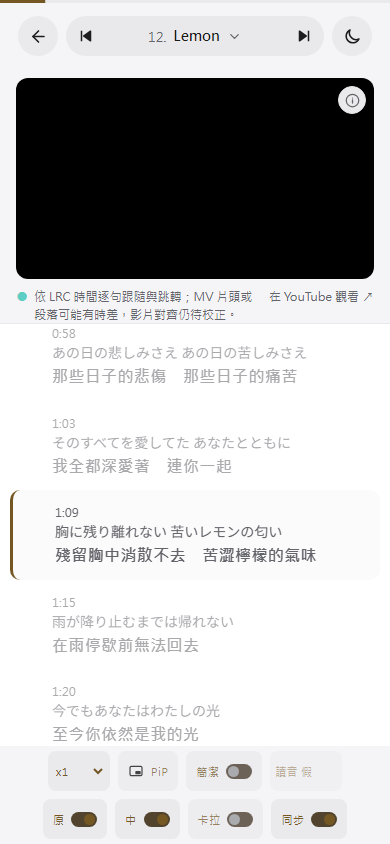 12. Lemon
依 LRC 時間逐句跟隨與跳轉；MV 片頭或段落可能有時差，影片對齊仍待校正。
在 YouTube 觀看 ↗
0:58
あの日の悲しみさえ あの日の苦しみさえ
那些日子的悲傷　那些日子的痛苦
1:03
そのすべてを愛してた あなたとともに
我全都深愛著　連你一起
1:09
胸に残り離れない 苦いレモンの匂い
殘留胸中消散不去　苦澀檸檬的氣味
1:15
雨が降り止むまでは帰れない
在雨停歇前無法回去
1:20
今でもあなたはわたしの光
至今你依然是我的光
x1 PiP 簡潔 讀音 假
原 中 卡拉 同步